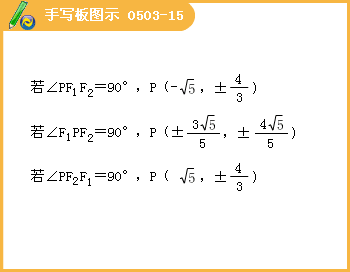 手写板图示 0503-15
若∠PF₁F₂＝90°，P（-√5，± 4/3）
若∠F₁PF₂＝90°，P（± 3√5/5，± 4√5/5）
若∠PF₂F₁＝90°，P（ √5，± 4/3）